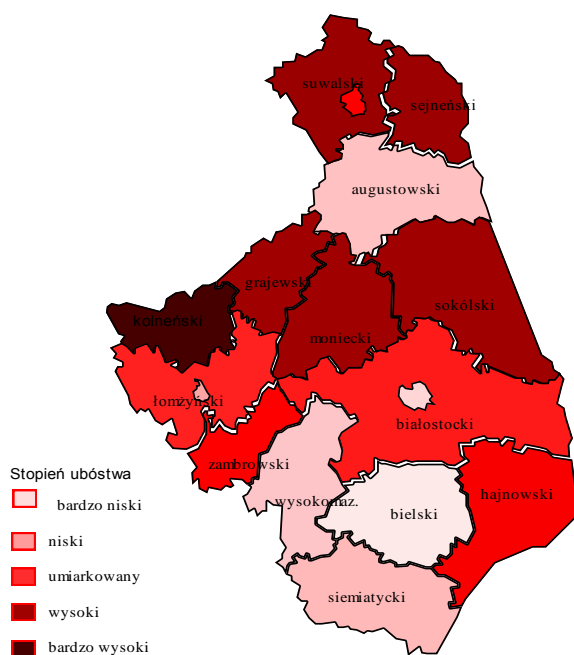 suwalski
sejneński
augustowski
grajewski
sokólski
kolneński
moniecki
łomżyński
białostocki
zambrowski
wysokomaz.
bielski
hajnowski
siemiatycki
Stopień ubóstwa
bardzo niski
niski
umiarkowany
wysoki
bardzo wysoki